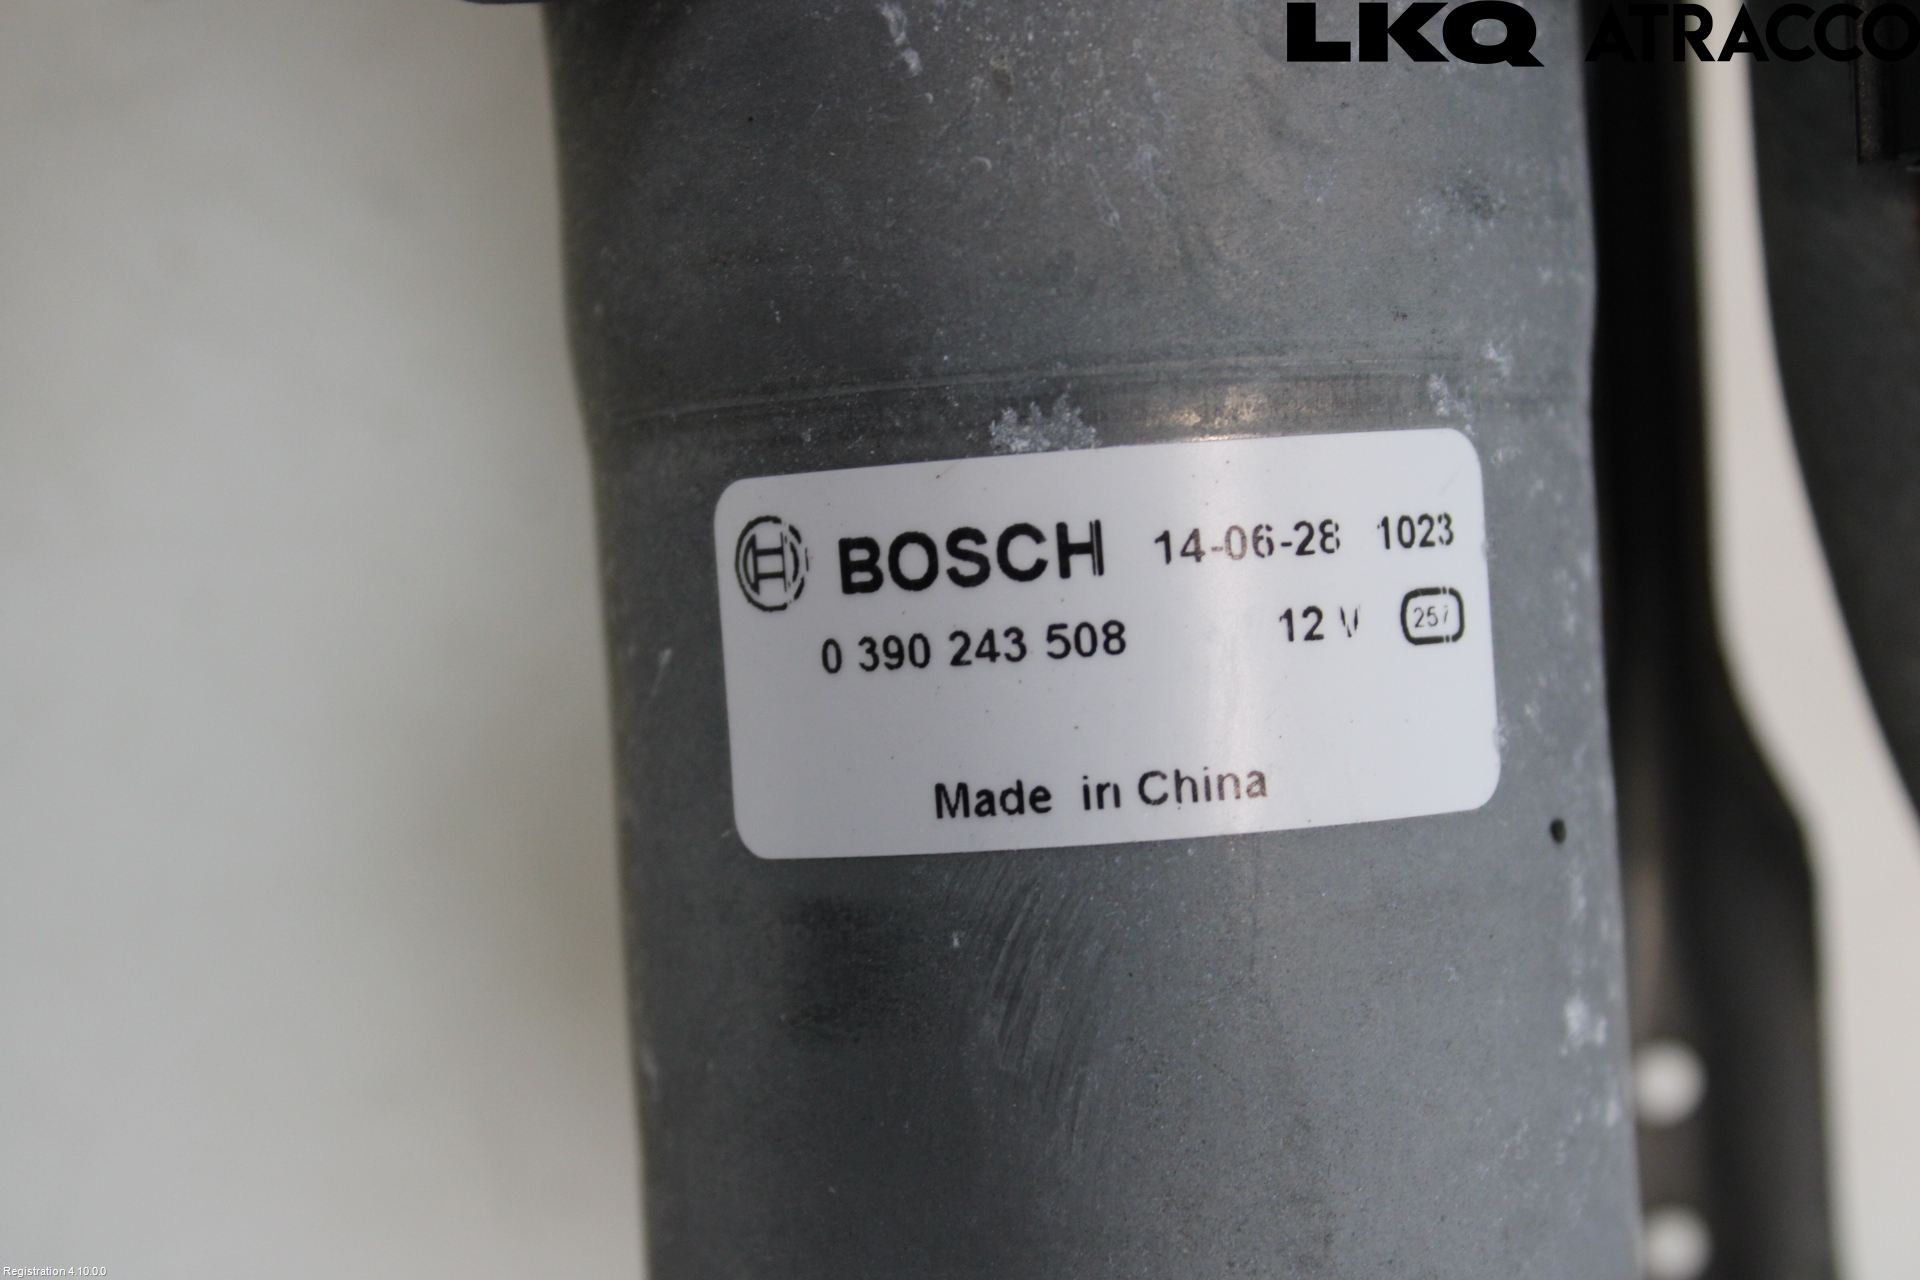 LKQ ATRACCO
BOSCH 14-06-28 1023
0 390 243 508 12 V 257
Made in China
Registration 4.10.0.0